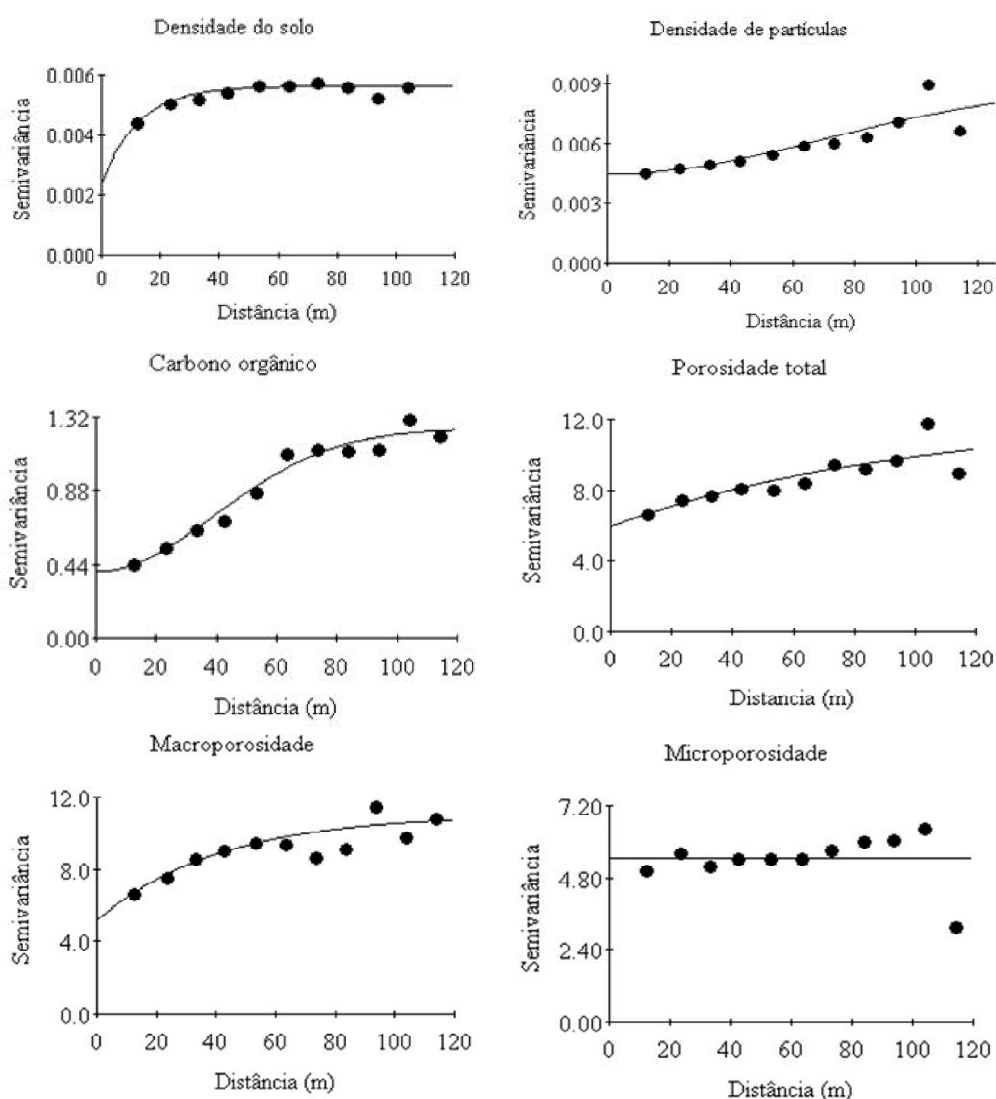 Densidade do solo
Semivariância
0.006
0.004
0.002
0.000
0 20 40 60 80 100 120
Distância (m)
Densidade de partículas
Semivariância
0.009
0.006
0.003
0.000
0 20 40 60 80 100 120
Distância (m)
Carbono orgânico
Semivariância
1.32
0.88
0.44
0.00
0 20 40 60 80 100 120
Distância (m)
Porosidade total
Semivariância
12.0
8.0
4.0
0.0
0 20 40 60 80 100 120
Distancia (m)
Macroporosidade
Semivariância
12.0
8.0
4.0
0.0
0 20 40 60 80 100 120
Distância (m)
Microporosidade
Semivariância
7.20
4.80
2.40
0.00
0 20 40 60 80 100 120
Distância (m)